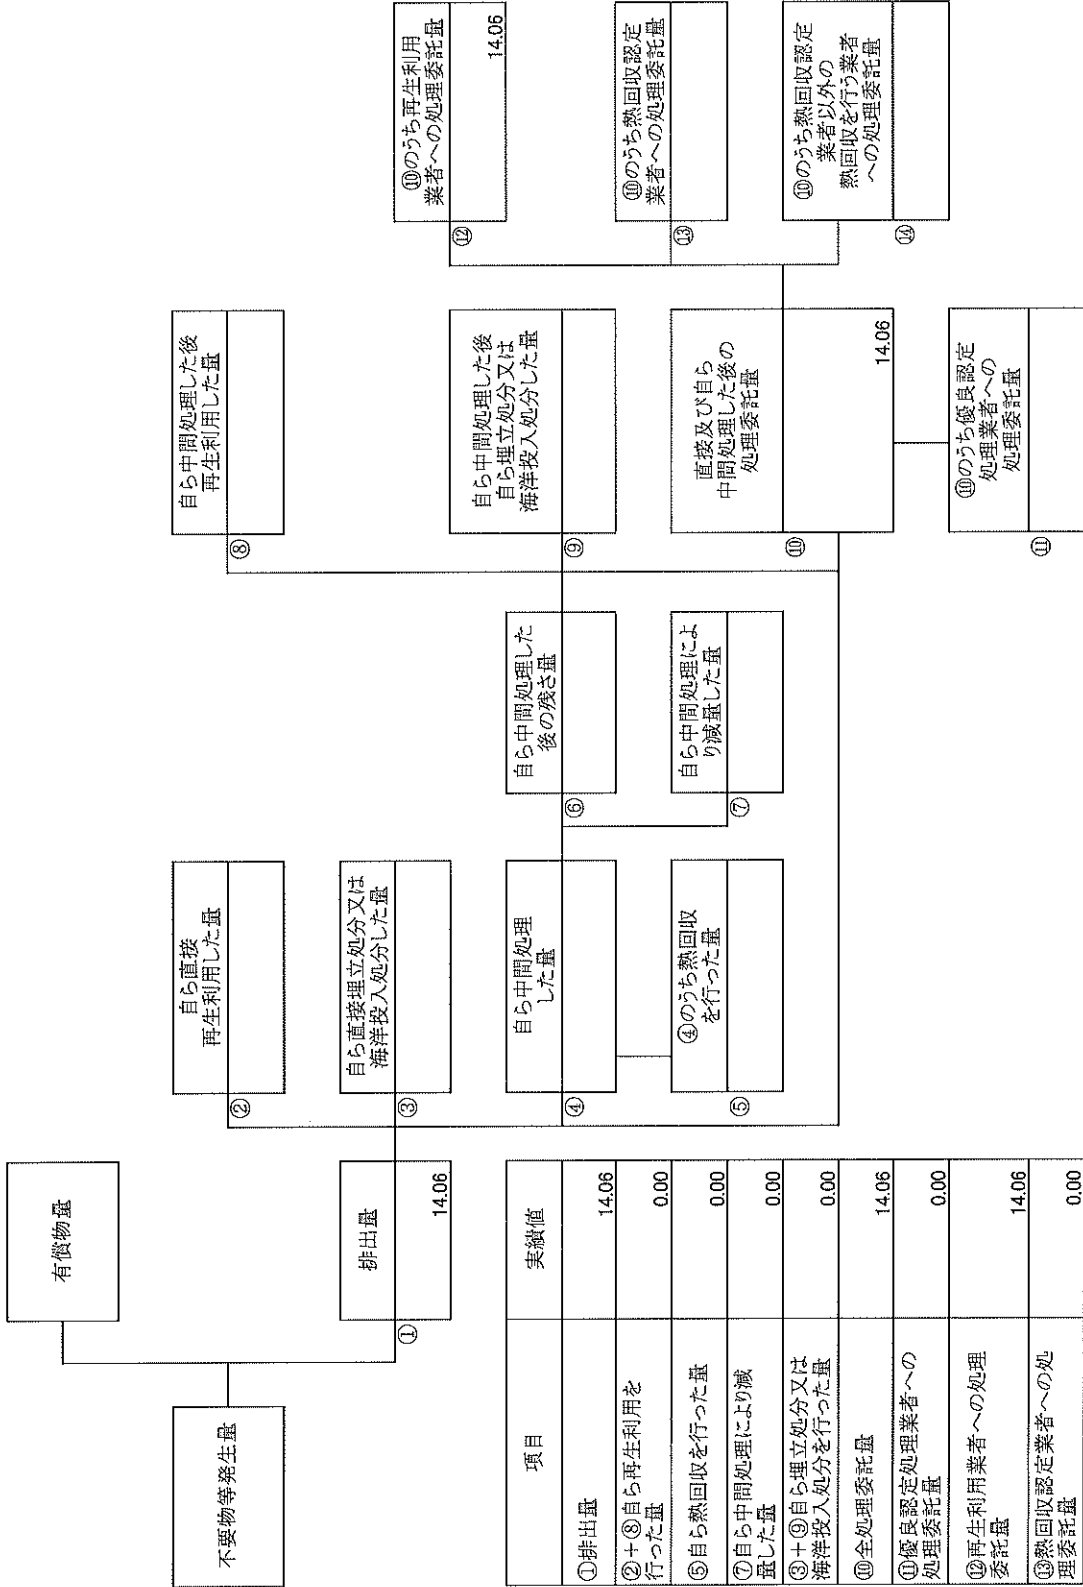 不要物等発生量
有償物量
排出量
①
14.06
②
自ら直接
再生利用した量
③
自ら直接埋立処分又は
海洋投入処分した量
④
自ら中間処理
した量
⑤
④のうち熱回収
を行った量
⑥
自ら中間処理した
後の残さ量
⑦
自ら中間処理によ
り減量した量
⑧
自ら中間処理した後
再生利用した量
⑨
自ら中間処理した後
自ら埋立処分又は
海洋投入処分した量
⑩
直接及び自ら
中間処理した後の
処理委託量
14.06
⑪
⑩のうち優良認定
処理業者への
処理委託量
⑫
⑩のうち再生利用
業者への処理委託量
14.06
⑬
⑩のうち熱回収認定
業者への処理委託量
⑭
⑩のうち熱回収認定
業者以外の
熱回収を行う業者
への処理委託量
項目
実績値
①排出量
14.06
②+⑧自ら再生利用を
行った量
0.00
⑤自ら熱回収を行った量
0.00
⑦自ら中間処理により減
量した量
0.00
③+⑨自ら埋立処分又は
海洋投入処分を行った量
0.00
⑩全処理委託量
14.06
⑪優良認定処理業者への
処理委託量
0.00
⑫再生利用業者への処理
委託量
14.06
⑬熱回収認定業者への処
理委託量
0.00